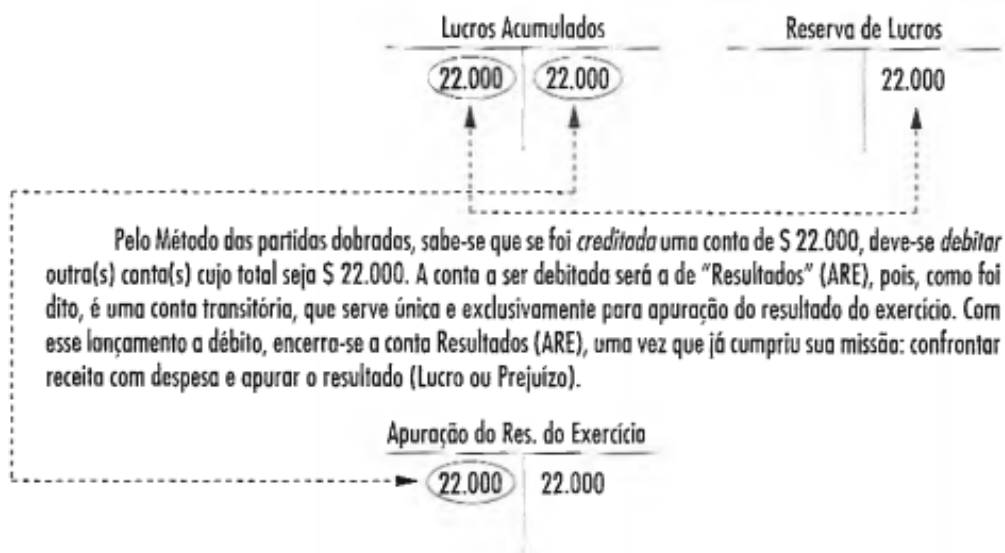 Lucros Acumulados Reserva de Lucros
22.000 22.000 22.000
Pelo Método das partidas dobradas, sabe-se que se foi creditada uma conta de $ 22.000, deve-se debitar
outra(s) conta(s) cujo total seja $ 22.000. A conta a ser debitada será a de “Resultados” (ARE), pois, como foi
dito, é uma conta transitória, que serve única e exclusivamente para apuração do resultado do exercício. Com
esse lançamento a débito, encerra-se a conta Resultados (ARE), uma vez que já cumpriu sua missão: confrontar
receita com despesa e apurar o resultado (Lucro ou Prejuízo).
Apuração do Res. do Exercício
22.000 22.000